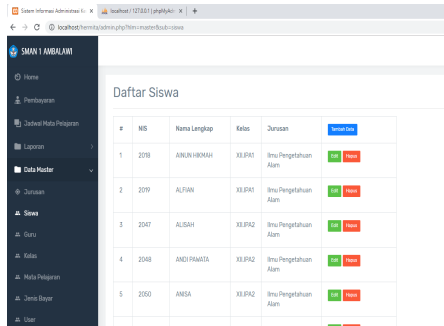 Sistem Informasi Administrasi Ke
localhost / 127.0.0.1 | phpMyAdm
localhost/hermita/admin.php?hlm=master&sub=siswa
SMAN 1 AMBALAWI
Home
Pembayaran
Jadwal Mata Pelajaran
Laporan
Data Master
Jurusan
Siswa
Guru
Kelas
Mata Pelajaran
Jenis Bayar
User
Daftar Siswa
# NIS Nama Lengkap Kelas Jurusan Tambah Data
1 2018 AINUN HIKMAH XII.IPA1 Ilmu Pengetahuan Alam Edit Hapus
2 2019 ALFIAN XII.IPA1 Ilmu Pengetahuan Alam Edit Hapus
3 2047 ALISAH XII.IPA2 Ilmu Pengetahuan Alam Edit Hapus
4 2048 ANDI PAWATA XII.IPA2 Ilmu Pengetahuan Alam Edit Hapus
5 2050 ANISA XII.IPA2 Ilmu Pengetahuan Alam Edit Hapus